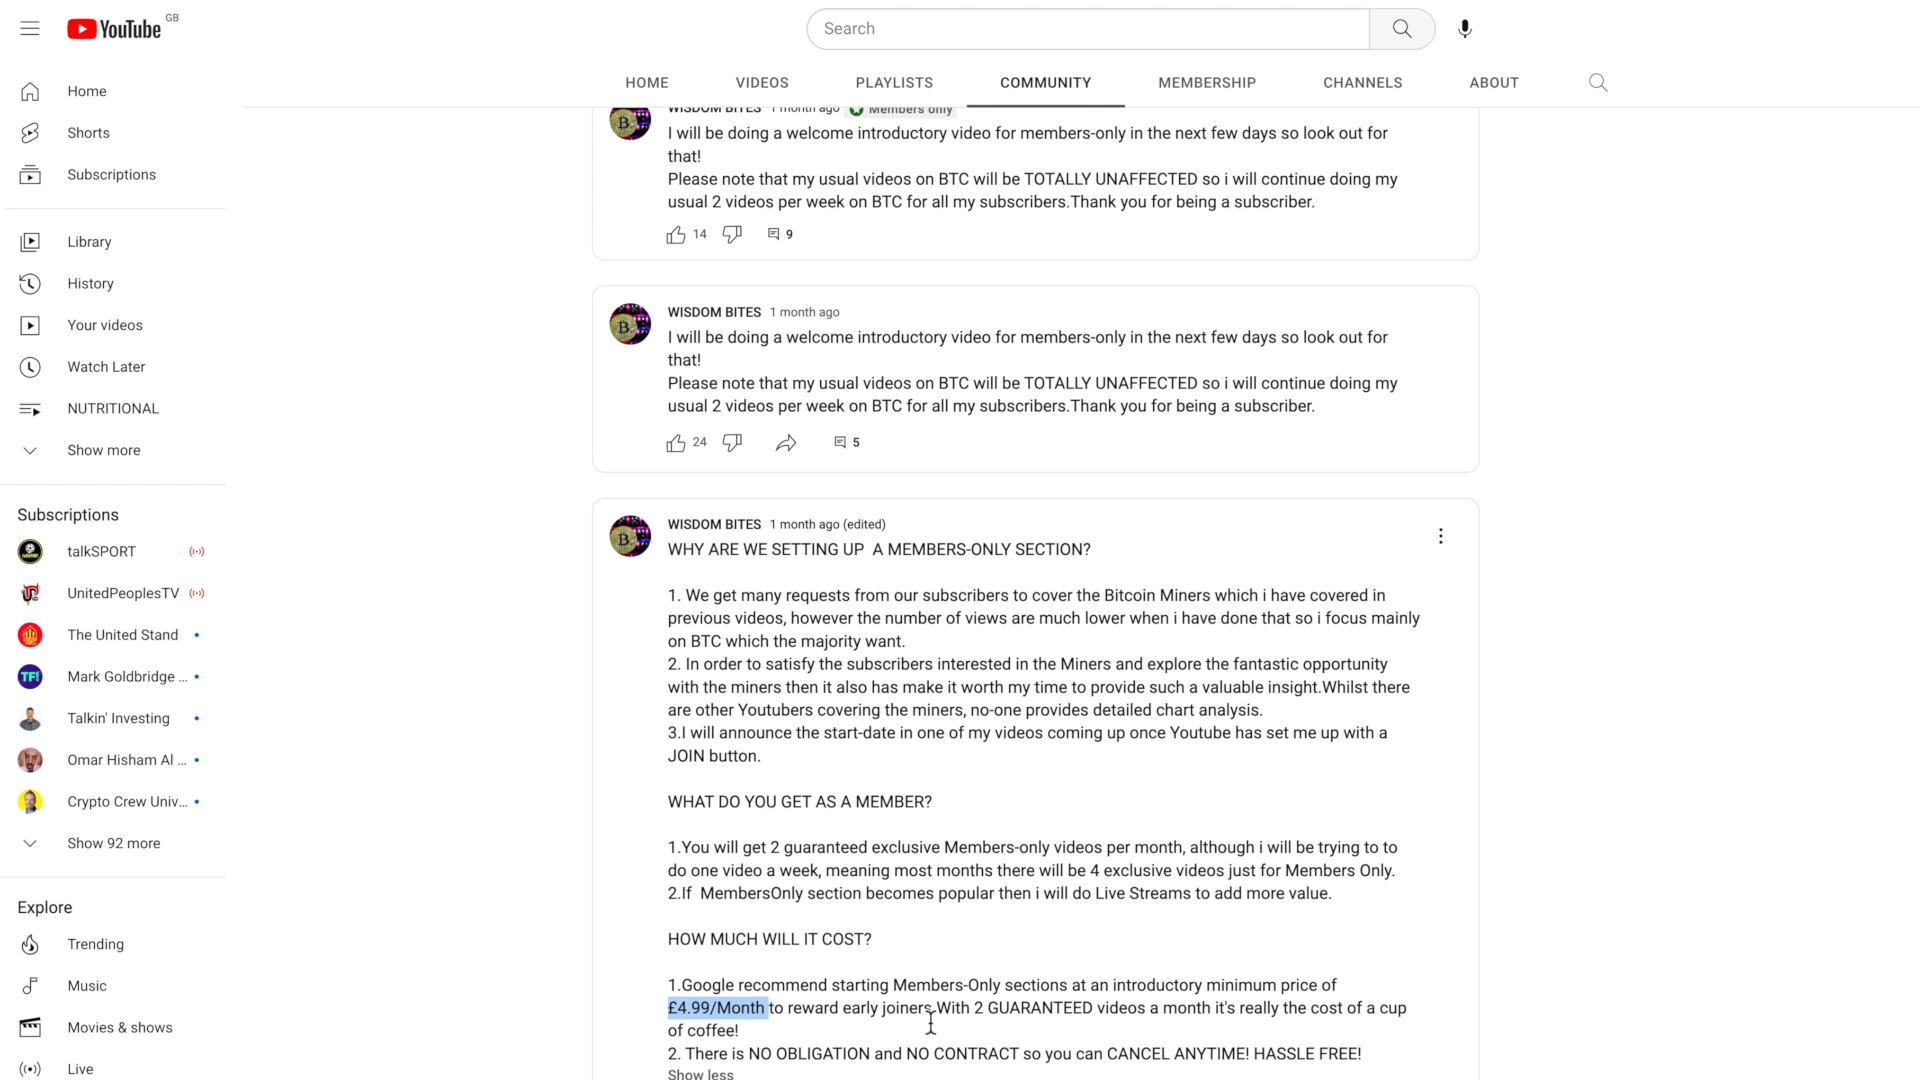 YouTube GB
Search
HOME VIDEOS PLAYLISTS COMMUNITY MEMBERSHIP CHANNELS ABOUT
Home
Shorts
Subscriptions
Library
History
Your videos
Watch Later
NUTRITIONAL
Show more
Subscriptions
talkSPORT
UnitedPeoplesTV
The United Stand
Mark Goldbridge ...
Talkin' Investing
Omar Hisham Al ...
Crypto Crew Univ...
Show 92 more
Explore
Trending
Music
Movies & shows
Live
WISDOM BITES 1 month ago Members only
I will be doing a welcome introductory video for members-only in the next few days so look out for
that!
Please note that my usual videos on BTC will be TOTALLY UNAFFECTED so i will continue doing my
usual 2 videos per week on BTC for all my subscribers.Thank you for being a subscriber.
14 9
WISDOM BITES 1 month ago
I will be doing a welcome introductory video for members-only in the next few days so look out for
that!
Please note that my usual videos on BTC will be TOTALLY UNAFFECTED so i will continue doing my
usual 2 videos per week on BTC for all my subscribers.Thank you for being a subscriber.
24 5
WISDOM BITES 1 month ago (edited)
WHY ARE WE SETTING UP  A MEMBERS-ONLY SECTION?
1. We get many requests from our subscribers to cover the Bitcoin Miners which i have covered in
previous videos, however the number of views are much lower when i have done that so i focus mainly
on BTC which the majority want.
2. In order to satisfy the subscribers interested in the Miners and explore the fantastic opportunity
with the miners then it also has make it worth my time to provide such a valuable insight.Whilst there
are other Youtubers covering the miners, no-one provides detailed chart analysis.
3.I will announce the start-date in one of my videos coming up once Youtube has set me up with a
JOIN button.
WHAT DO YOU GET AS A MEMBER?
1.You will get 2 guaranteed exclusive Members-only videos per month, although i will be trying to to
do one video a week, meaning most months there will be 4 exclusive videos just for Members Only.
2.If  MembersOnly section becomes popular then i will do Live Streams to add more value.
HOW MUCH WILL IT COST?
1.Google recommend starting Members-Only sections at an introductory minimum price of
£4.99/Month to reward early joiners.With 2 GUARANTEED videos a month it's really the cost of a cup
of coffee!
2. There is NO OBLIGATION and NO CONTRACT so you can CANCEL ANYTIME! HASSLE FREE!
Show less